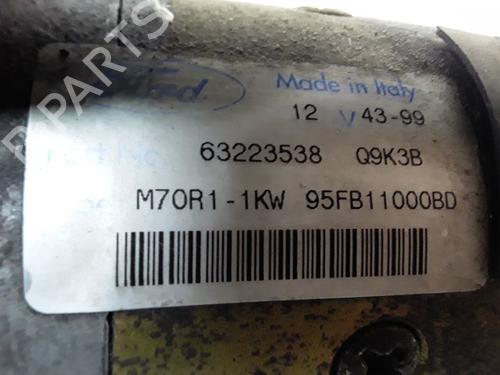 Ford
Made in Italy
12 V 43-99
63223538 Q9K3B
M70R1-1KW 95FB11000BD
PARTS